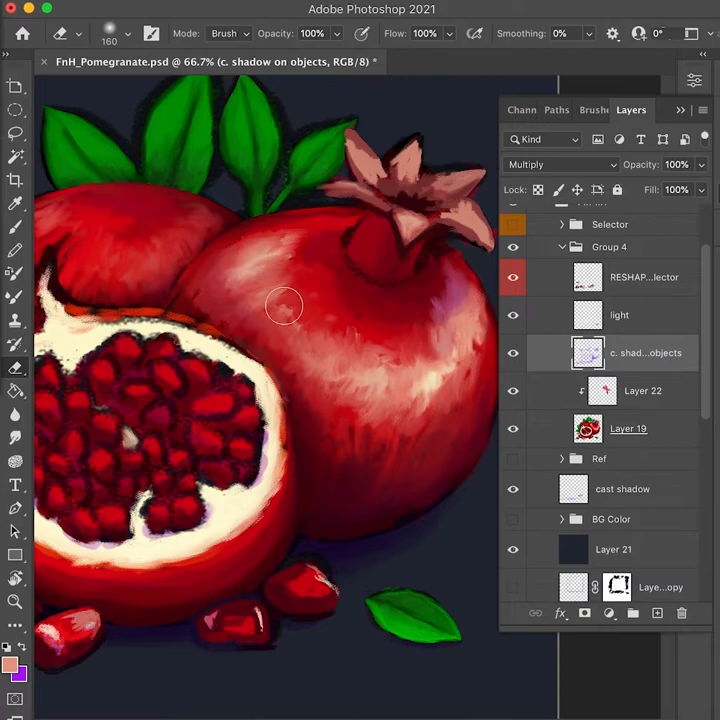 Adobe Photoshop 2021
160 Mode: Brush Opacity: 100% Flow: 100% Smoothing: 0% 0°
× FnH_Pomegranate.psd @ 66.7% (c. shadow on objects, RGB/8) *
Chann Paths Brushe Layers
Kind
Multiply Opacity: 100%
Lock: Fill: 100%
Selector
Group 4
RESHAP...lector
light
c. shad...objects
Layer 22
Layer 19
Ref
cast shadow
BG Color
Layer 21
Laye...opy
fx